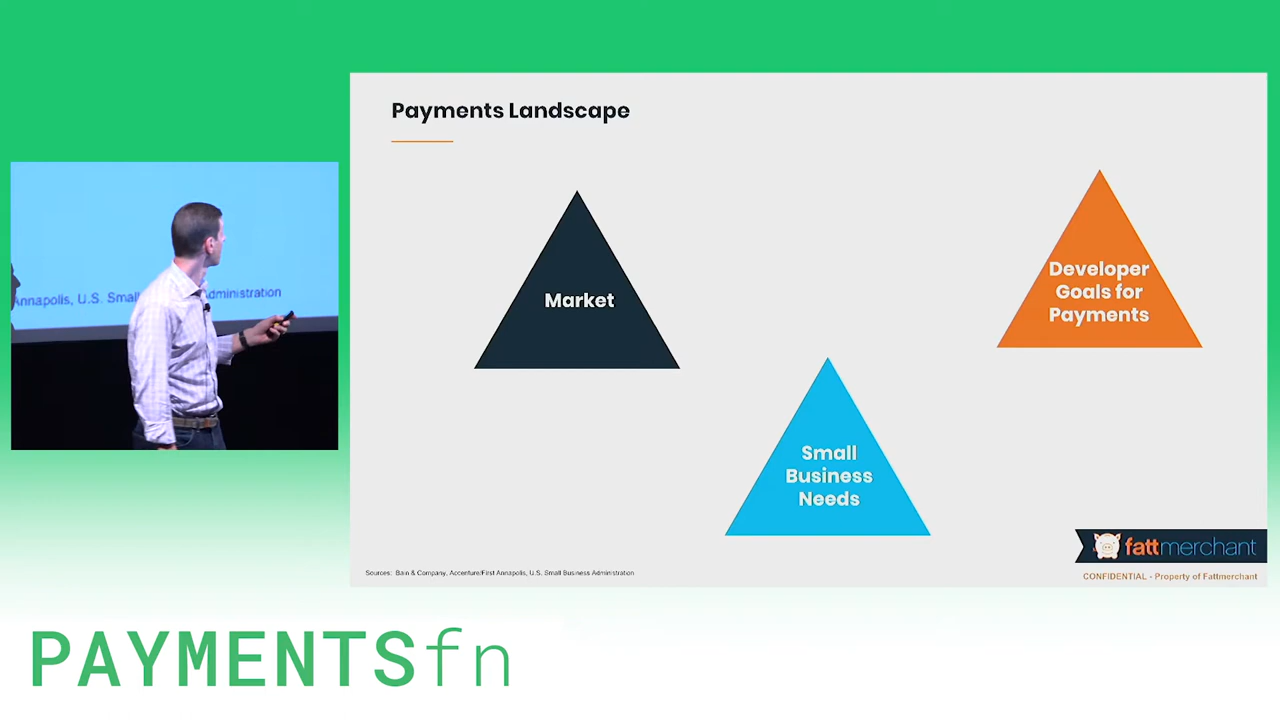 Payments Landscape
Market
Developer
Goals for
Payments
Small
Business
Needs
fattmerchant
CONFIDENTIAL - Property of Fattmerchant
Sources: Bain & Company, Accenture/First Annapolis, U.S. Small Business Administration
Annapolis, U.S. Small dministration
PAYMENTSfn